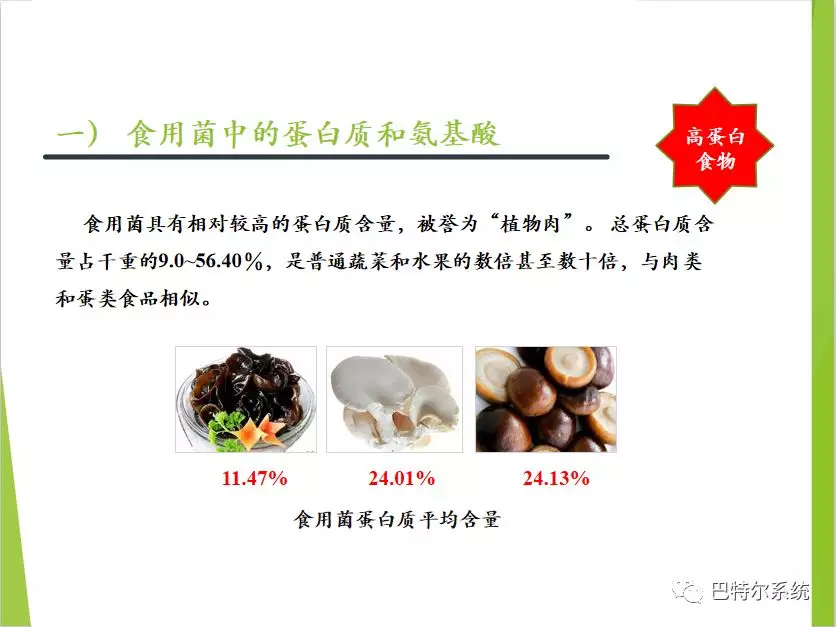 一） 食用菌中的蛋白质和氨基酸
高蛋白
食物
食用菌具有相对较高的蛋白质含量，被誉为“植物肉”。 总蛋白质含
量占干重的9.0~56.40%，是普通蔬菜和水果的数倍甚至数十倍，与肉类
和蛋类食品相似。
11.47% 24.01% 24.13%
食用菌蛋白质平均含量
巴特尔系统